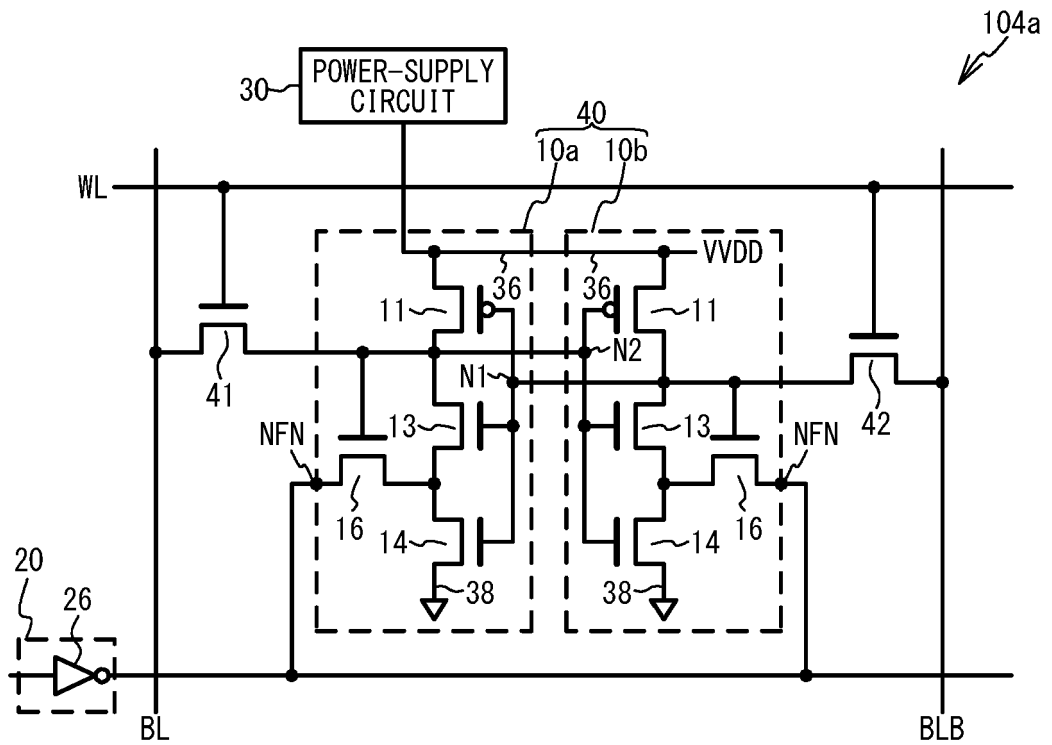 104a
POWER-SUPPLY
CIRCUIT
30
40
10a
10b
WL
VVDD
36
36
11
11
N2
N1
41
42
13
13
NFN
NFN
16
16
14
14
38
38
20
26
BL
BLB